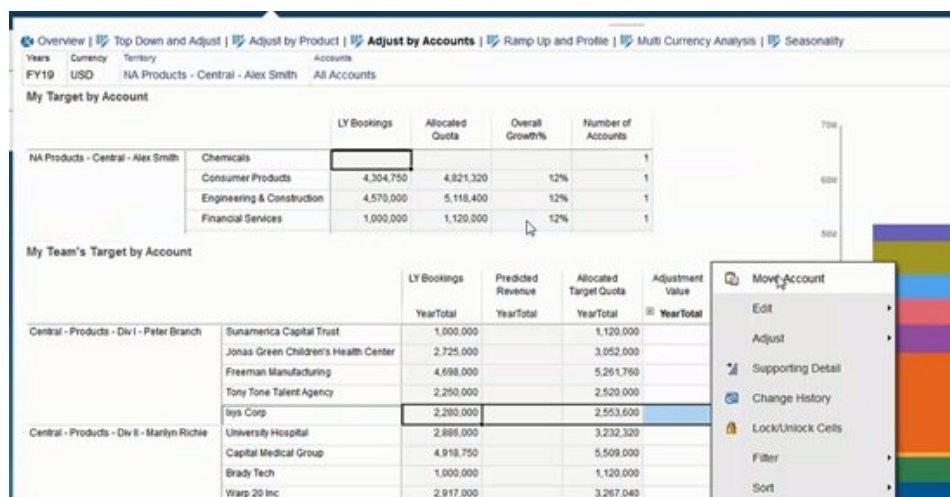 Overview | Top Down and Adjust | Adjust by Product | Adjust by Accounts | Ramp Up and Profile | Multi Currency Analysis | Seasonality
Years Currency Territory Accounts
FY19 USD NA Products - Central - Alex Smith All Accounts
My Target by Account
LY Bookings Allocated Quota Overall Growth% Number of Accounts
NA Products - Central - Alex Smith Chemicals 1
Consumer Products 4,304,750 4,821,320 12% 1
Engineering & Construction 4,570,000 5,118,400 12% 1
Financial Services 1,000,000 1,120,000 12% 1
70M
60M
50M
My Team's Target by Account
LY Bookings Predicted Revenue Allocated Target Quota Adjustment Value
YearTotal YearTotal YearTotal YearTotal
Central - Products - Div I - Peter Branch Sunamerica Capital Trust 1,000,000 1,120,000
Jonas Green Children's Health Center 2,725,000 3,052,000
Freeman Manufacturing 4,698,000 5,261,760
Tony Tone Talent Agency 2,250,000 2,520,000
Ixys Corp 2,280,000 2,553,600
Central - Products - Div II - Marilyn Richie University Hospital 2,886,000 3,232,320
Capital Medical Group 4,918,750 5,509,000
Brady Tech 1,000,000 1,120,000
Warp 20 Inc 2,917,000 3,267,040
Move Account
Edit
Adjust
Supporting Detail
Change History
Lock/Unlock Cells
Filter
Sort